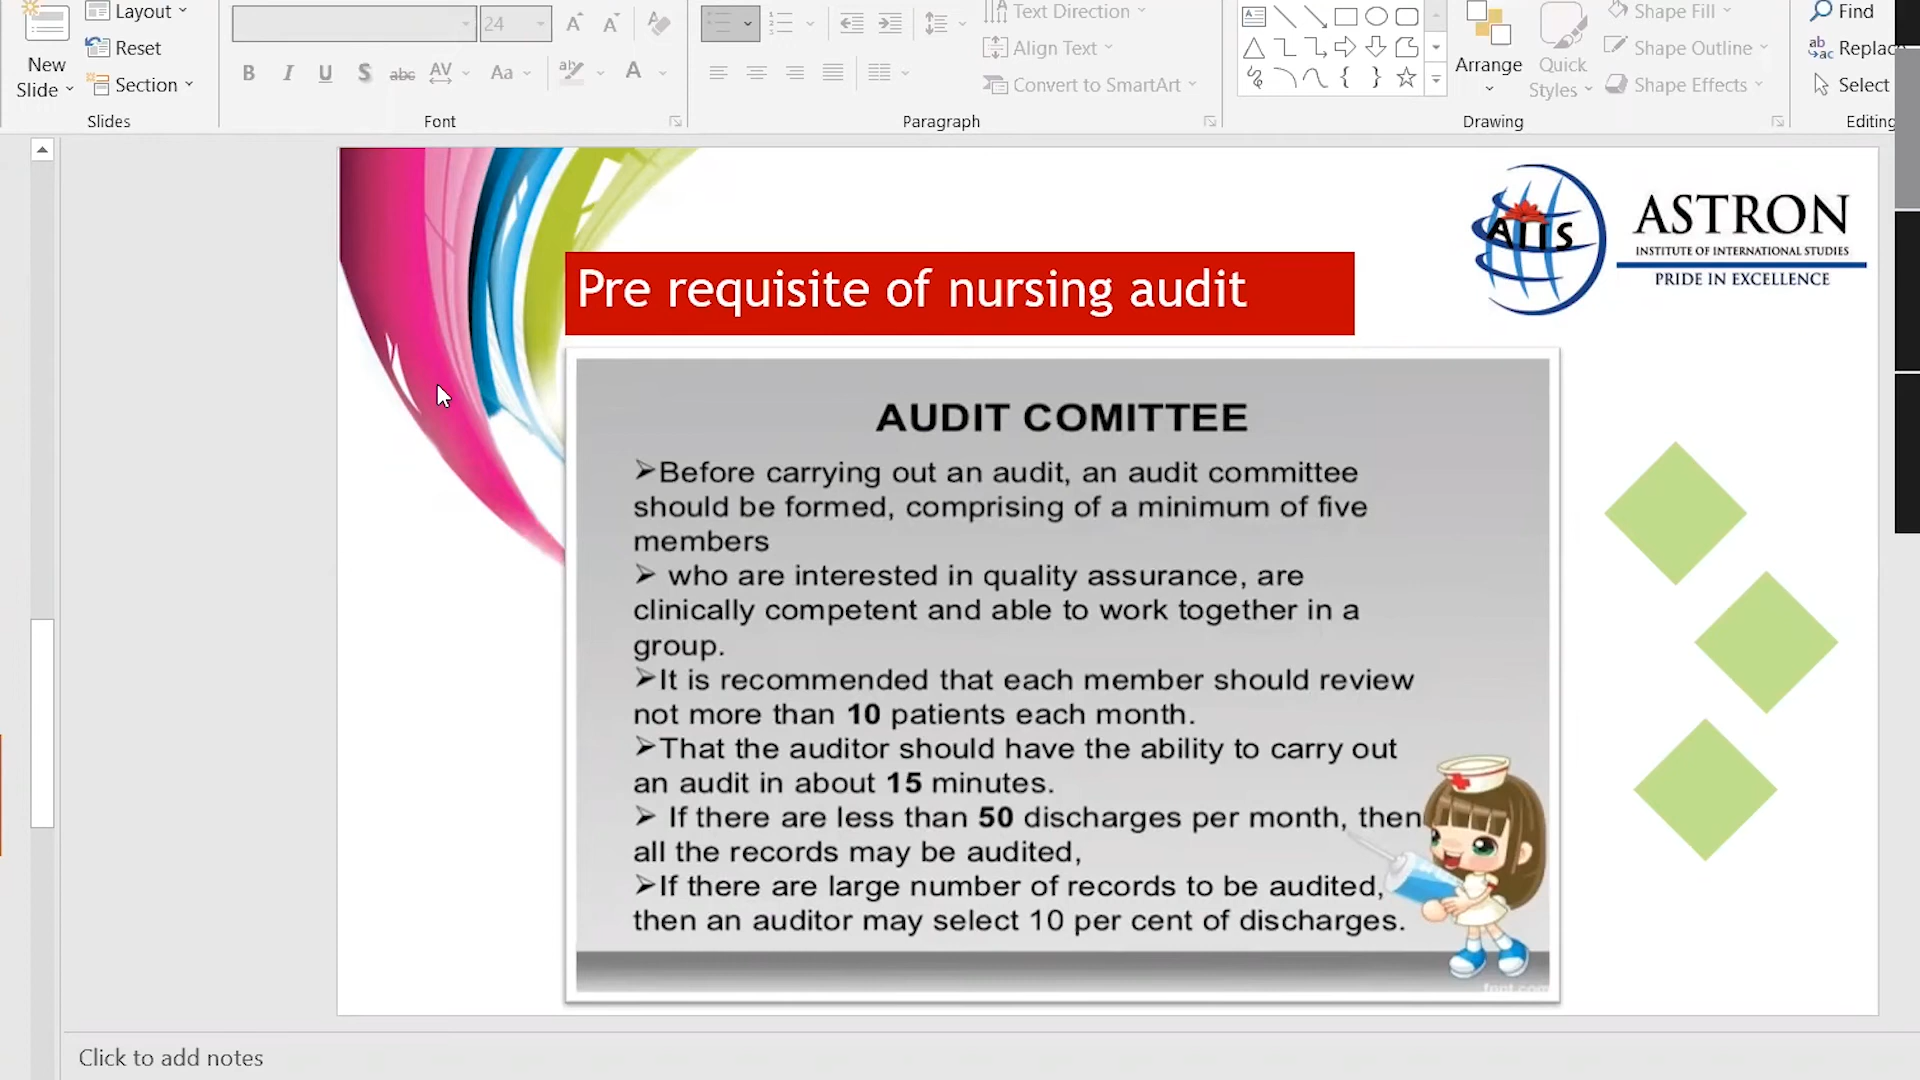 Layout
Reset
Section
New
Slide
Slides
24
B I U S abc AV Aa A
Font
Text Direction
Align Text
Convert to SmartArt
Paragraph
Arrange
Quick
Styles
Shape Fill
Shape Outline
Shape Effects
Drawing
Find
Select
Editing
ALLS
ASTRON
INSTITUTE OF INTERNATIONAL STUDIES
PRIDE IN EXCELLENCE
Pre requisite of nursing audit
AUDIT COMITTEE
➢Before carrying out an audit, an audit committee
should be formed, comprising of a minimum of five
members
➢ who are interested in quality assurance, are
clinically competent and able to work together in a
group.
➢It is recommended that each member should review
not more than 10 patients each month.
➢That the auditor should have the ability to carry out
an audit in about 15 minutes.
➢ If there are less than 50 discharges per month, then
all the records may be audited,
➢If there are large number of records to be audited,
then an auditor may select 10 per cent of discharges.
Click to add notes